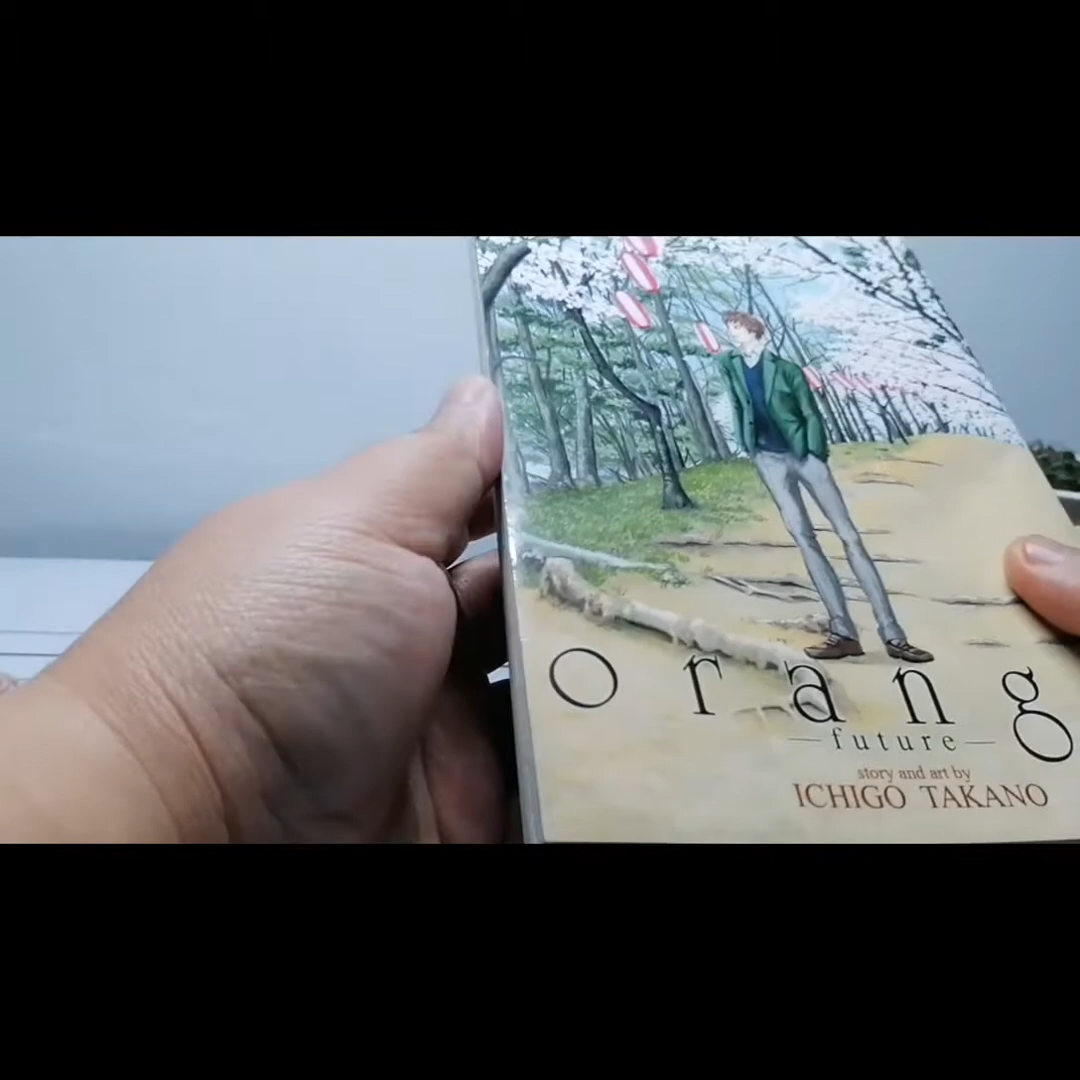 orang
—future—
story and art by
ICHIGO TAKANO